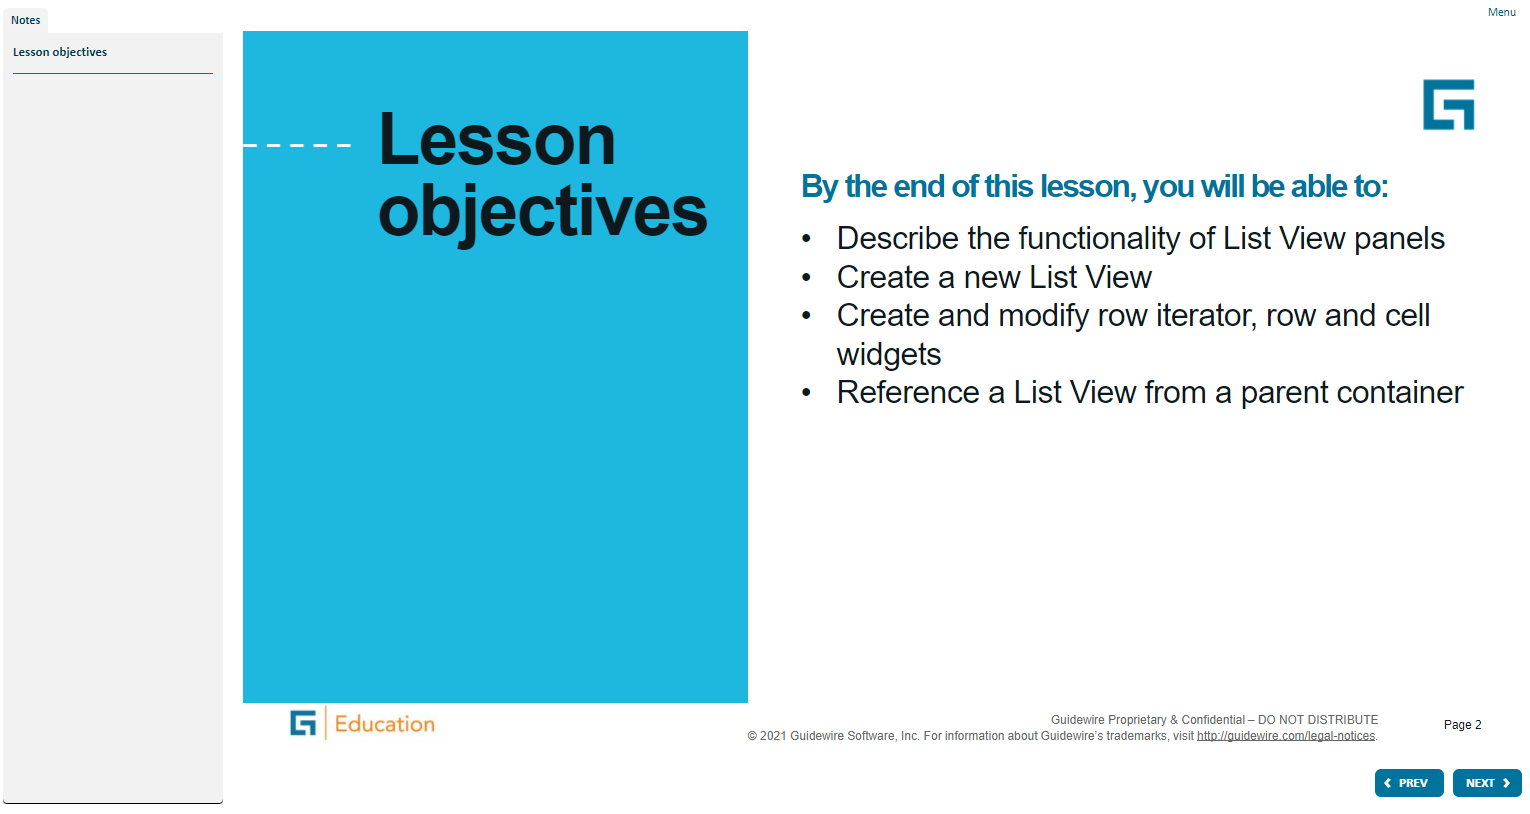 Notes
Menu
Lesson objectives
Lesson
objectives
By the end of this lesson, you will be able to:
• Describe the functionality of List View panels
• Create a new List View
• Create and modify row iterator, row and cell
widgets
• Reference a List View from a parent container
Education
Guidewire Proprietary & Confidential – DO NOT DISTRIBUTE
© 2021 Guidewire Software, Inc. For information about Guidewire's trademarks, visit http://guidewire.com/legal-notices.
Page 2
PREV
NEXT